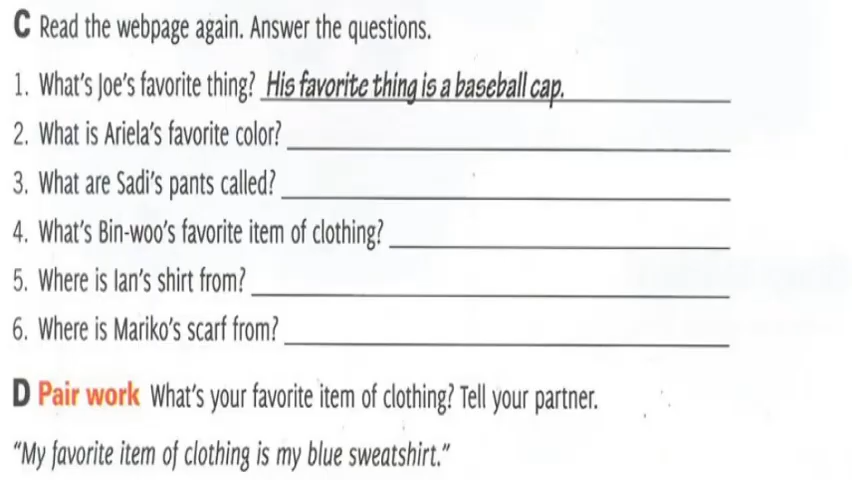 C Read the webpage again. Answer the questions.
1. What's Joe's favorite thing? His favorite thing is a baseball cap.
2. What is Ariela's favorite color?
3. What are Sadi's pants called?
4. What's Bin-woo's favorite item of clothing?
5. Where is Ian's shirt from?
6. Where is Mariko's scarf from?
D Pair work What's your favorite item of clothing? Tell your partner.
“My favorite item of clothing is my blue sweatshirt.”